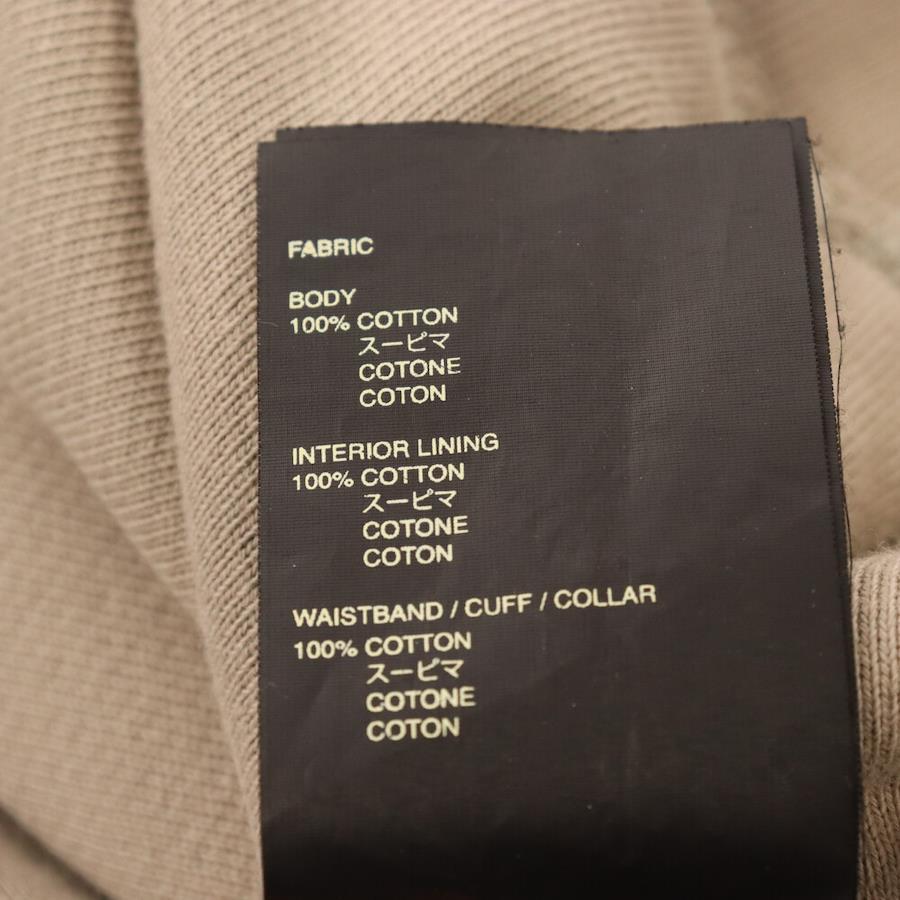 FABRIC
BODY
100% COTTON
スーピマ
COTONE
COTON
INTERIOR LINING
100% COTTON
スーピマ
COTONE
COTON
WAISTBAND / CUFF / COLLAR
100% COTTON
スーピマ
COTONE
COTON